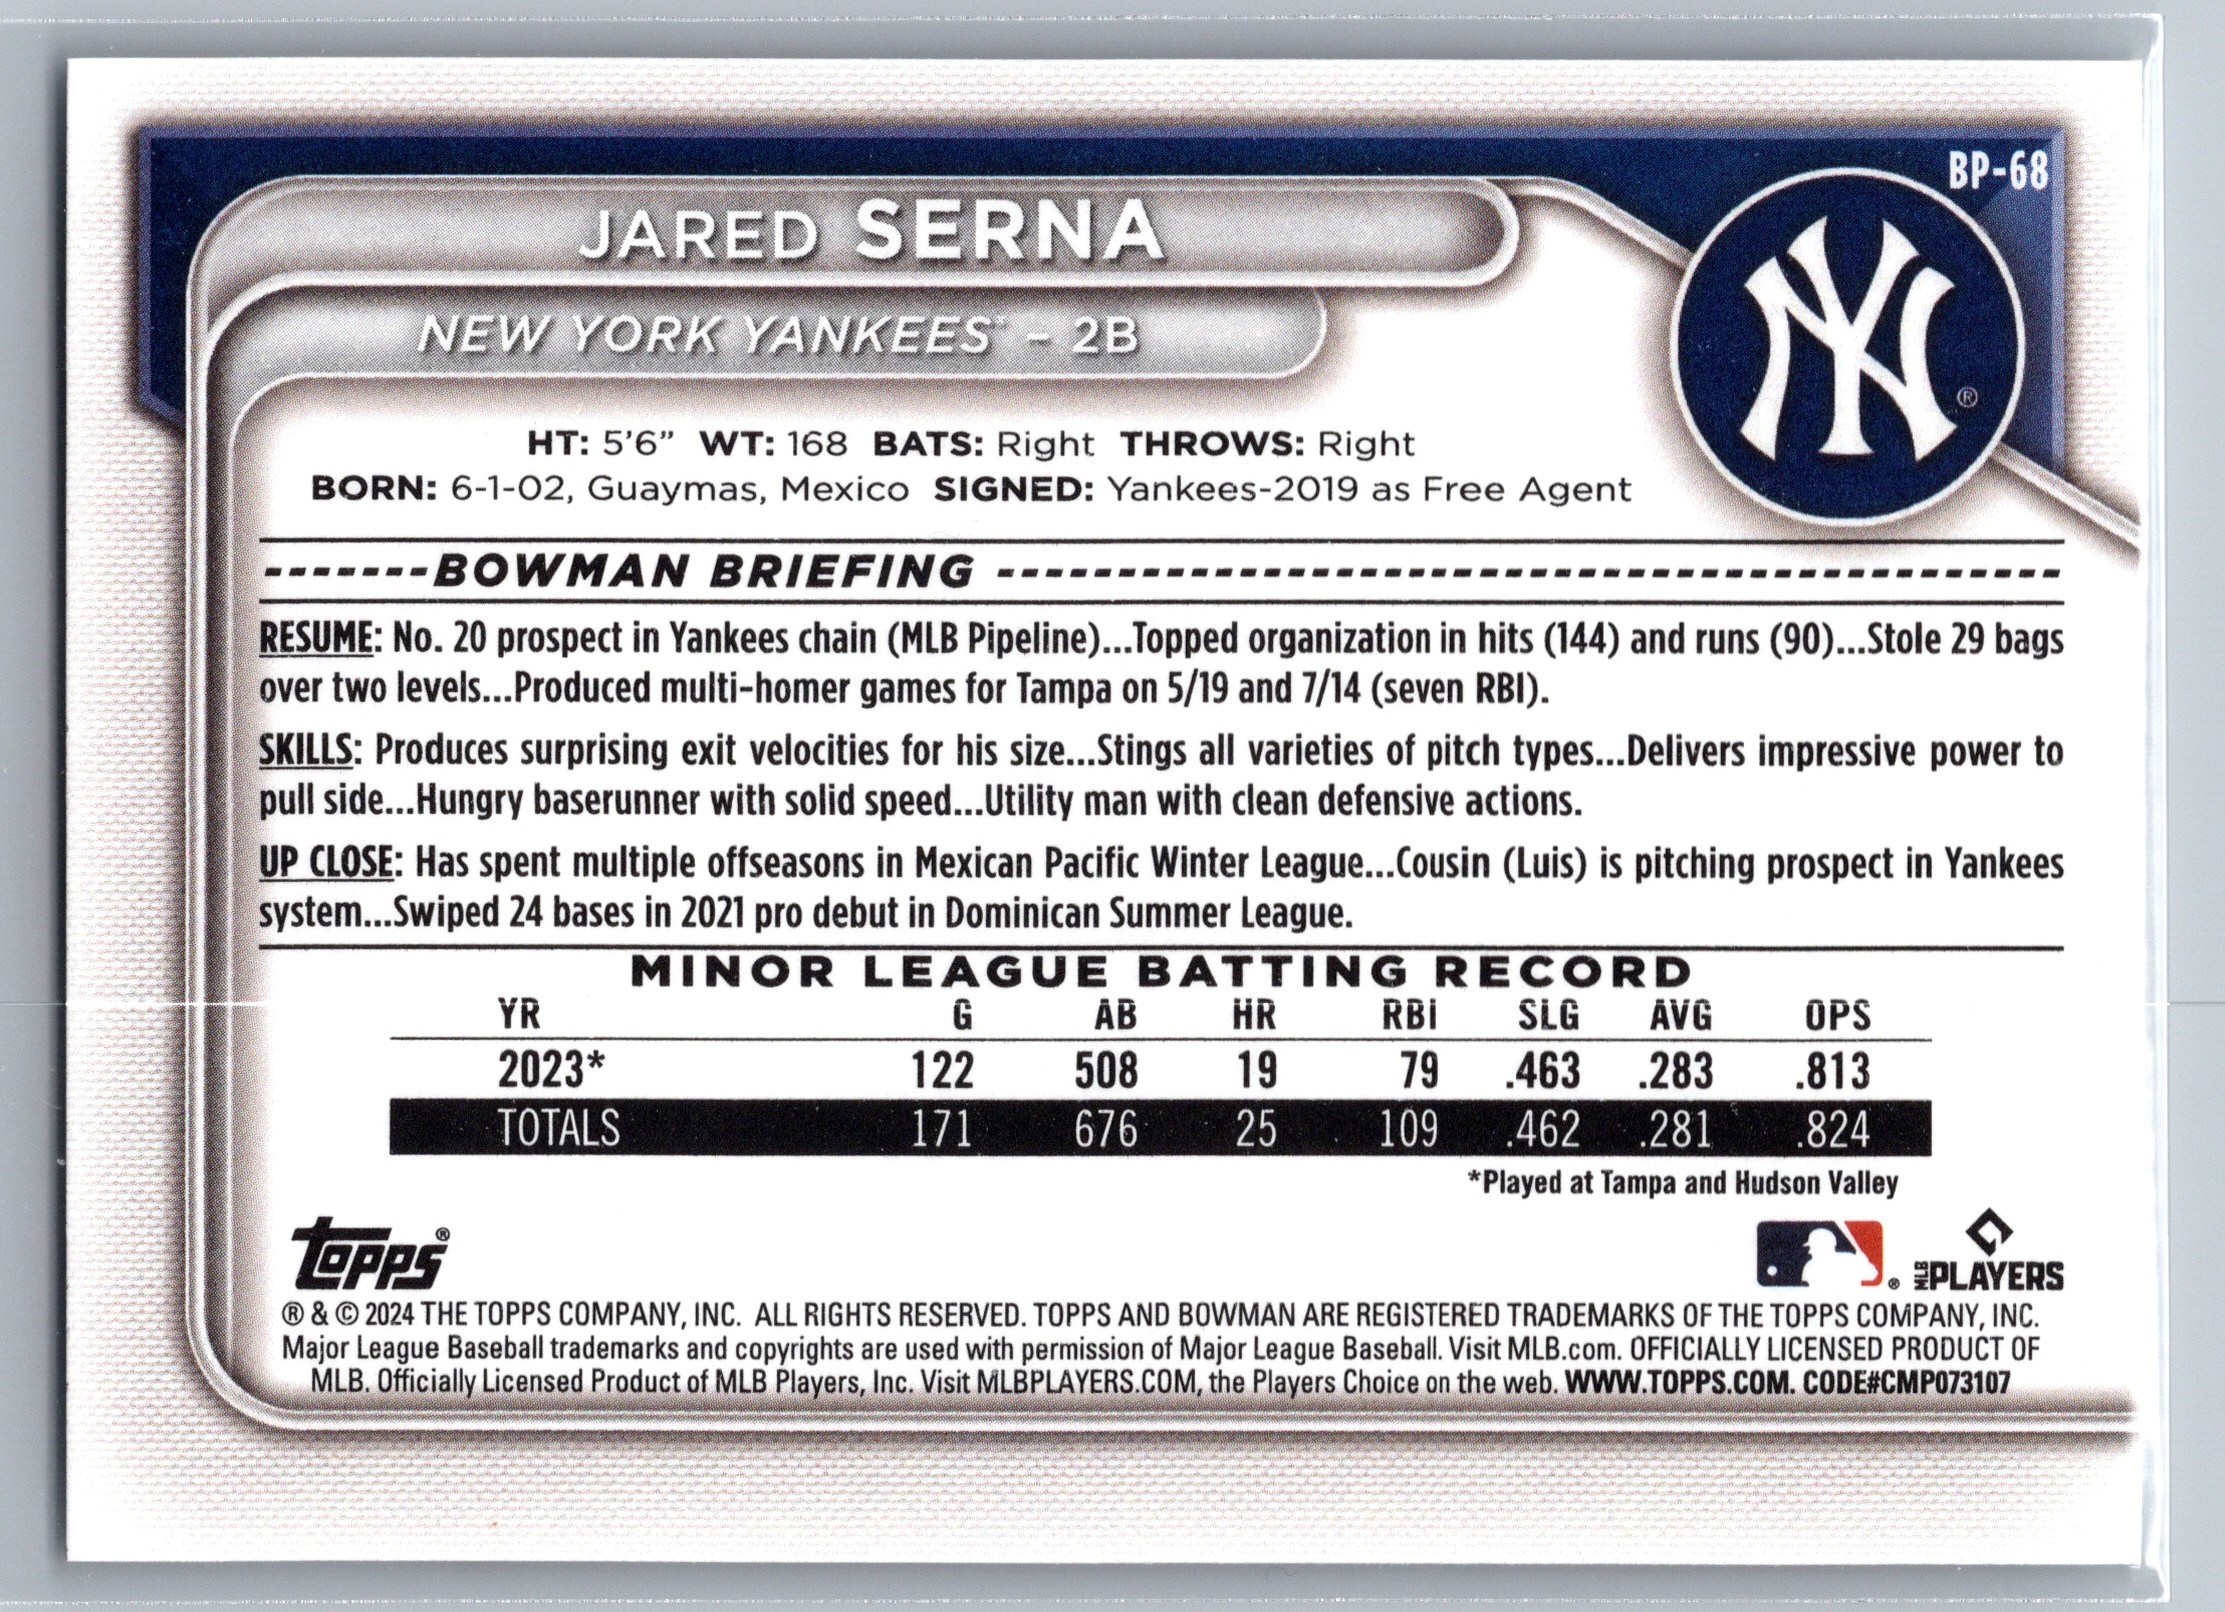 BP-68
JARED SERNA
NEW YORK YANKEES - 2B
NY ®
HT: 5'6" WT: 168 BATS: Right THROWS: Right
BORN: 6-1-02, Guaymas, Mexico SIGNED: Yankees-2019 as Free Agent
-------BOWMAN BRIEFING --------------------------------------------
RESUME: No. 20 prospect in Yankees chain (MLB Pipeline)...Topped organization in hits (144) and runs (90)...Stole 29 bags
over two levels...Produced multi-homer games for Tampa on 5/19 and 7/14 (seven RBI).
SKILLS: Produces surprising exit velocities for his size...Stings all varieties of pitch types...Delivers impressive power to
pull side...Hungry baserunner with solid speed...Utility man with clean defensive actions.
UP CLOSE: Has spent multiple offseasons in Mexican Pacific Winter League...Cousin (Luis) is pitching prospect in Yankees
system...Swiped 24 bases in 2021 pro debut in Dominican Summer League.
MINOR LEAGUE BATTING RECORD
YR G AB HR RBI SLG AVG OPS
2023* 122 508 19 79 .463 .283 .813
TOTALS 171 676 25 109 .462 .281 .824
*Played at Tampa and Hudson Valley
topps®
® MLB PLAYERS
® & © 2024 THE TOPPS COMPANY, INC. ALL RIGHTS RESERVED. TOPPS AND BOWMAN ARE REGISTERED TRADEMARKS OF THE TOPPS COMPANY, INC.
Major League Baseball trademarks and copyrights are used with permission of Major League Baseball. Visit MLB.com. OFFICIALLY LICENSED PRODUCT OF
MLB. Officially Licensed Product of MLB Players, Inc. Visit MLBPLAYERS.COM, the Players Choice on the web. WWW.TOPPS.COM. CODE#CMP073107